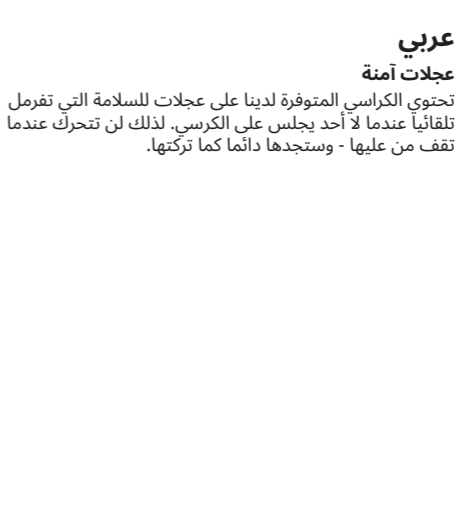 عربي
عجلات آمنة
تحتوي الكراسي المتوفرة لدينا على عجلات للسلامة التي تفرمل
تلقائياً عندما لا أحد يجلس على الكرسي. لذلك لن تتحرك عندما
تقف من عليها - وستجدها دائما كما تركتها.